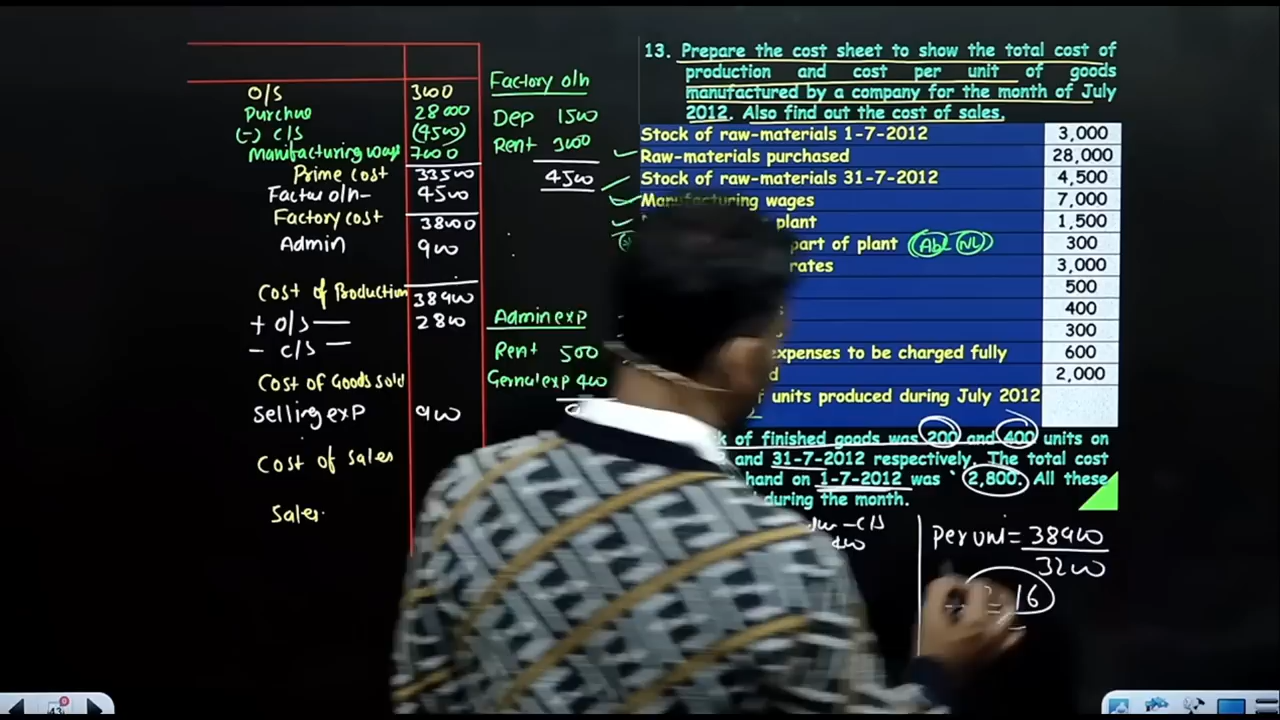 O/S 3000
Purchase 28000
(-) C/S (4500)
Manufacturing wages 7000
Prime cost 33500
Factory o/h 4500
Factory cost 38000
Admin 900
Cost of Production 38900
+ O/S 2800
- C/S
Cost of Goods sold
Selling exp 900
Cost of Sales
Sales
Factory o/h
Dep 1500
Rent 3000
4500
Admin exp
Rent 500
General exp 400
13. Prepare the cost sheet to show the total cost of
production and cost per unit of goods
manufactured by a company for the month of July
2012. Also find out the cost of sales.
Stock of raw-materials 1-7-2012 3,000
Raw-materials purchased 28,000
Stock of raw-materials 31-7-2012 4,500
Manufacturing wages 7,000
plant 1,500
part of plant (Ab NL) 300
rates 3,000
500
400
300
expenses to be charged fully 600
2,000
units produced during July 2012
of finished goods was 200 and 400 units on
and 31-7-2012 respectively. The total cost
hand on 1-7-2012 was ` 2,800. All these
during the month.
- C/S
400
Per uni = 38900
3200
= 16
43